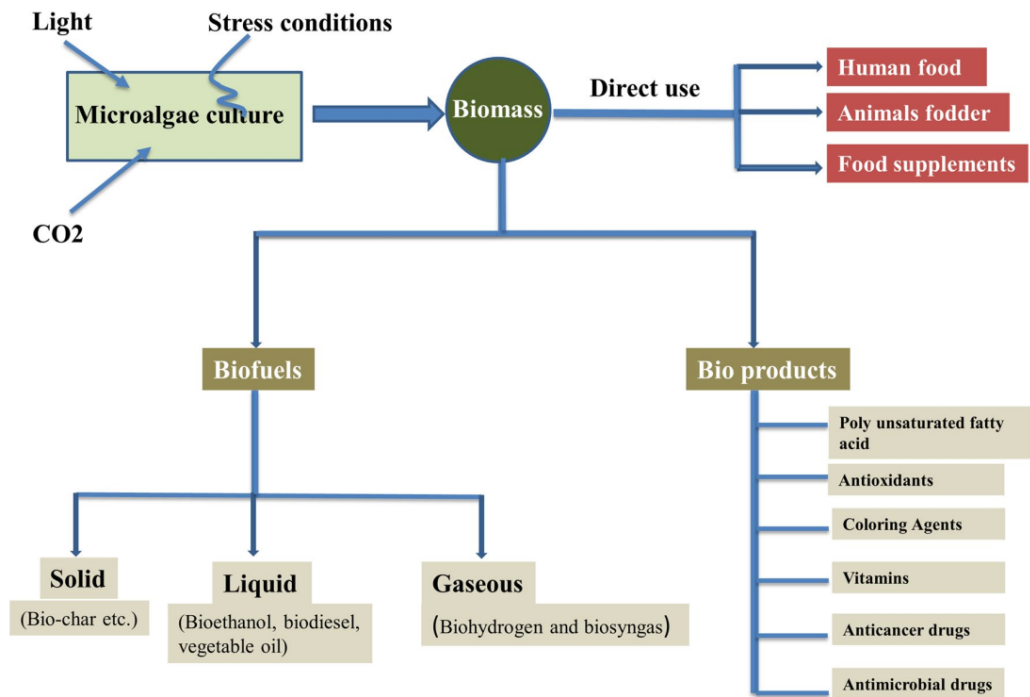 Light
Stress conditions
Microalgae culture
CO2
Biomass
Direct use
Human food
Animals fodder
Food supplements
Biofuels
Bio products
Solid
(Bio-char etc.)
Liquid
(Bioethanol, biodiesel,
vegetable oil)
Gaseous
(Biohydrogen and biosyngas)
Poly unsaturated fatty
acid
Antioxidants
Coloring Agents
Vitamins
Anticancer drugs
Antimicrobial drugs